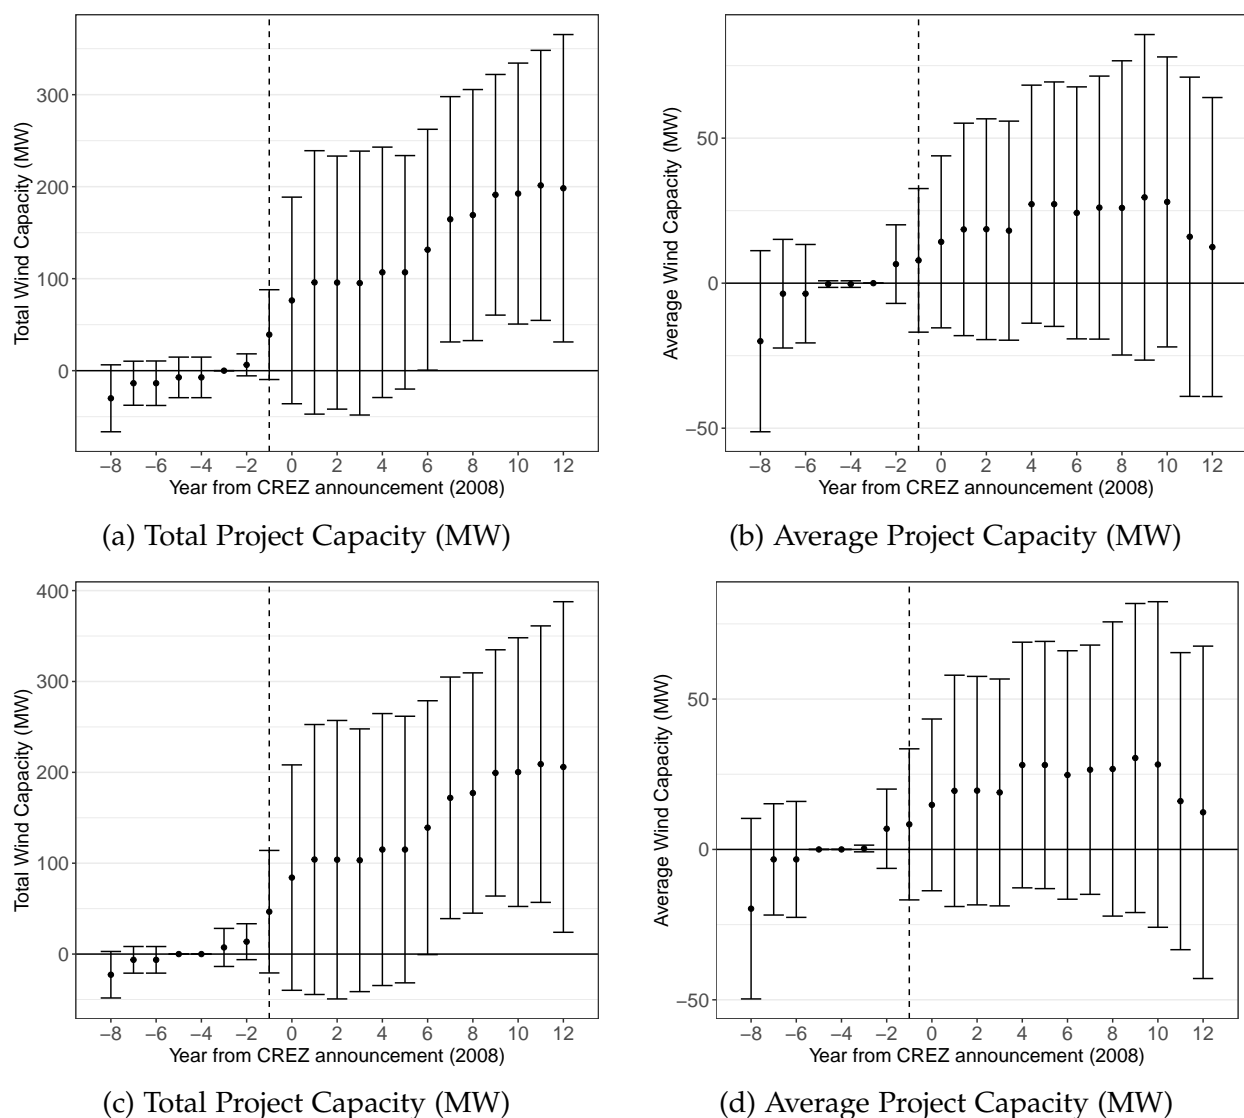 300
200
100
0
Total Wind Capacity (MW)
−8 −6 −4 −2 0 2 4 6 8 10 12
Year from CREZ announcement (2008)
(a) Total Project Capacity (MW)
50
0
−50
Average Wind Capacity (MW)
−8 −6 −4 −2 0 2 4 6 8 10 12
Year from CREZ announcement (2008)
(b) Average Project Capacity (MW)
400
300
200
100
0
Total Wind Capacity (MW)
−8 −6 −4 −2 0 2 4 6 8 10 12
Year from CREZ announcement (2008)
(c) Total Project Capacity (MW)
50
0
−50
Average Wind Capacity (MW)
−8 −6 −4 −2 0 2 4 6 8 10 12
Year from CREZ announcement (2008)
(d) Average Project Capacity (MW)